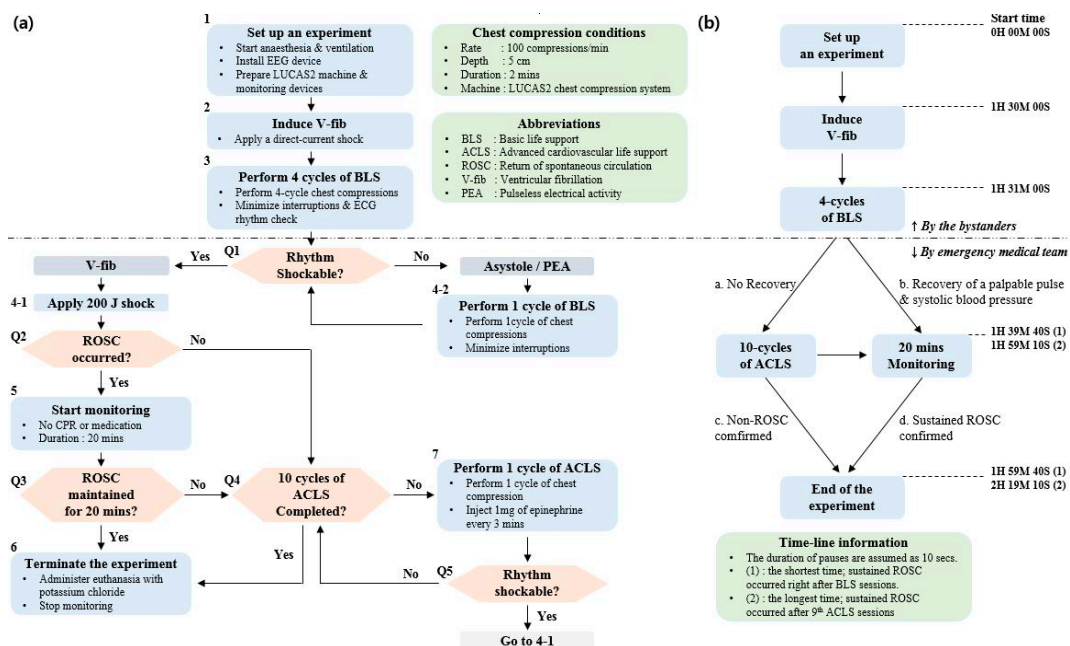 (a)
1
Set up an experiment
• Start anaesthesia & ventilation
• Install EEG device
• Prepare LUCAS2 machine &
monitoring devices
2
Induce V-fib
• Apply a direct-current shock
3
Perform 4 cycles of BLS
• Perform 4-cycle chest compressions
• Minimize interruptions & ECG
rhythm check
Chest compression conditions
• Rate : 100 compressions/min
• Depth : 5 cm
• Duration : 2 mins
• Machine : LUCAS2 chest compression system
Abbreviations
• BLS : Basic life support
• ACLS : Advanced cardiovascular life support
• ROSC : Return of spontaneous circulation
• V-fib : Ventricular fibrillation
• PEA : Pulseless electrical activity
Q1
Rhythm
Shockable?
Yes
No
V-fib
Asystole / PEA
4-1
Apply 200 J shock
4-2
Perform 1 cycle of BLS
• Perform 1cycle of chest
compressions
• Minimize interruptions
Q2
ROSC
occurred?
No
Yes
5
Start monitoring
• No CPR or medication
• Duration : 20 mins
Q3
ROSC
maintained
for 20 mins?
No
Yes
Q4
10 cycles of
ACLS
Completed?
No
Yes
7
Perform 1 cycle of ACLS
• Perform 1 cycle of chest
compression
• Inject 1mg of epinephrine
every 3 mins
6
Terminate the experiment
• Administer euthanasia with
potassium chloride
• Stop monitoring
No
Q5
Rhythm
shockable?
Yes
Go to 4-1
(b)
Start time
0H 00M 00S
Set up
an experiment
1H 30M 00S
Induce
V-fib
1H 31M 00S
4-cycles
of BLS
↑ By the bystanders
↓ By emergency medical team
a. No Recovery
b. Recovery of a palpable pulse
& systolic blood pressure
1H 39M 40S (1)
1H 59M 10S (2)
10-cycles
of ACLS
20 mins
Monitoring
c. Non-ROSC
comfirmed
d. Sustained ROSC
confirmed
1H 59M 40S (1)
2H 19M 10S (2)
End of the
experiment
Time-line information
• The duration of pauses are assumed as 10 secs.
• (1) : the shortest time; sustained ROSC
occurred right after BLS sessions.
• (2) : the longest time; sustained ROSC
occurred after 9th ACLS sessions